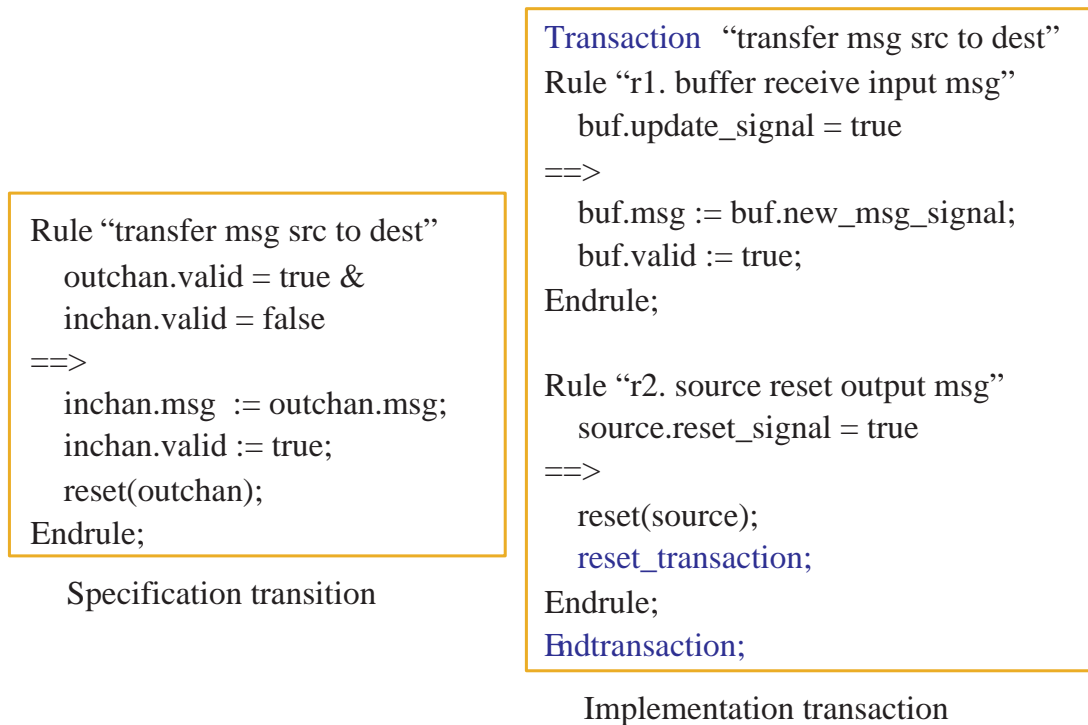 Rule “transfer msg src to dest”
outchan.valid = true &
inchan.valid = false
==>
inchan.msg := outchan.msg;
inchan.valid := true;
reset(outchan);
Endrule;
Specification transition
Transaction “transfer msg src to dest”
Rule “r1. buffer receive input msg”
buf.update_signal = true
==>
buf.msg := buf.new_msg_signal;
buf.valid := true;
Endrule;
Rule “r2. source reset output msg”
source.reset_signal = true
==>
reset(source);
reset_transaction;
Endrule;
Endtransaction;
Implementation transaction